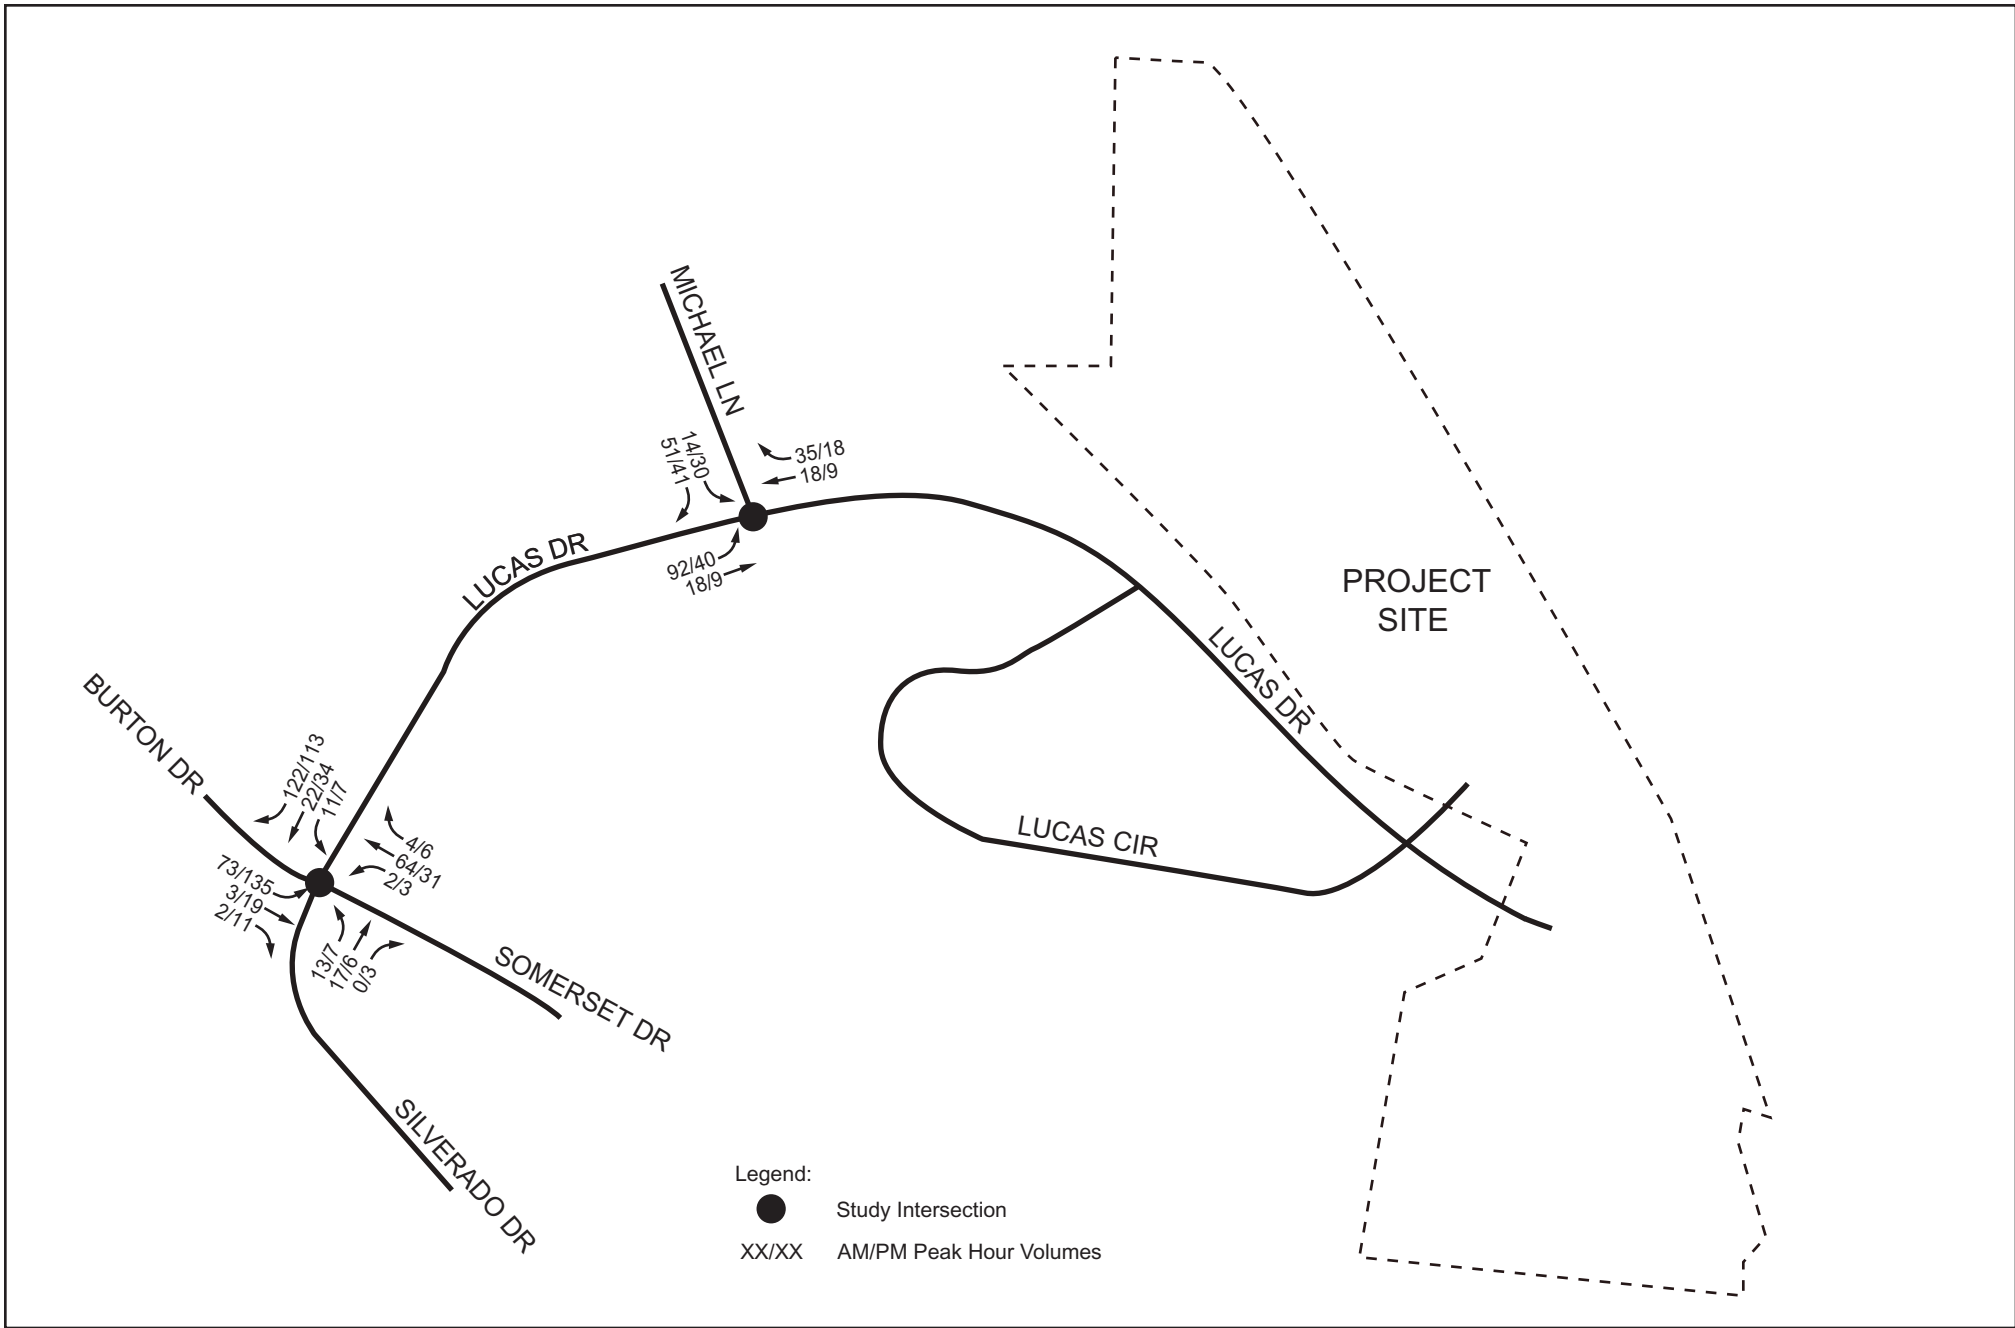 MICHAEL LN
14/30
51/41
35/18
18/9
92/40
18/9
LUCAS DR
PROJECT
SITE
LUCAS DR
BURTON DR
122/113
22/34
11/7
4/6
64/31
2/3
73/135
3/19
2/11
13/7
17/6
0/3
LUCAS CIR
SOMERSET DR
SILVERADO DR
Legend:
Study Intersection
XX/XX AM/PM Peak Hour Volumes